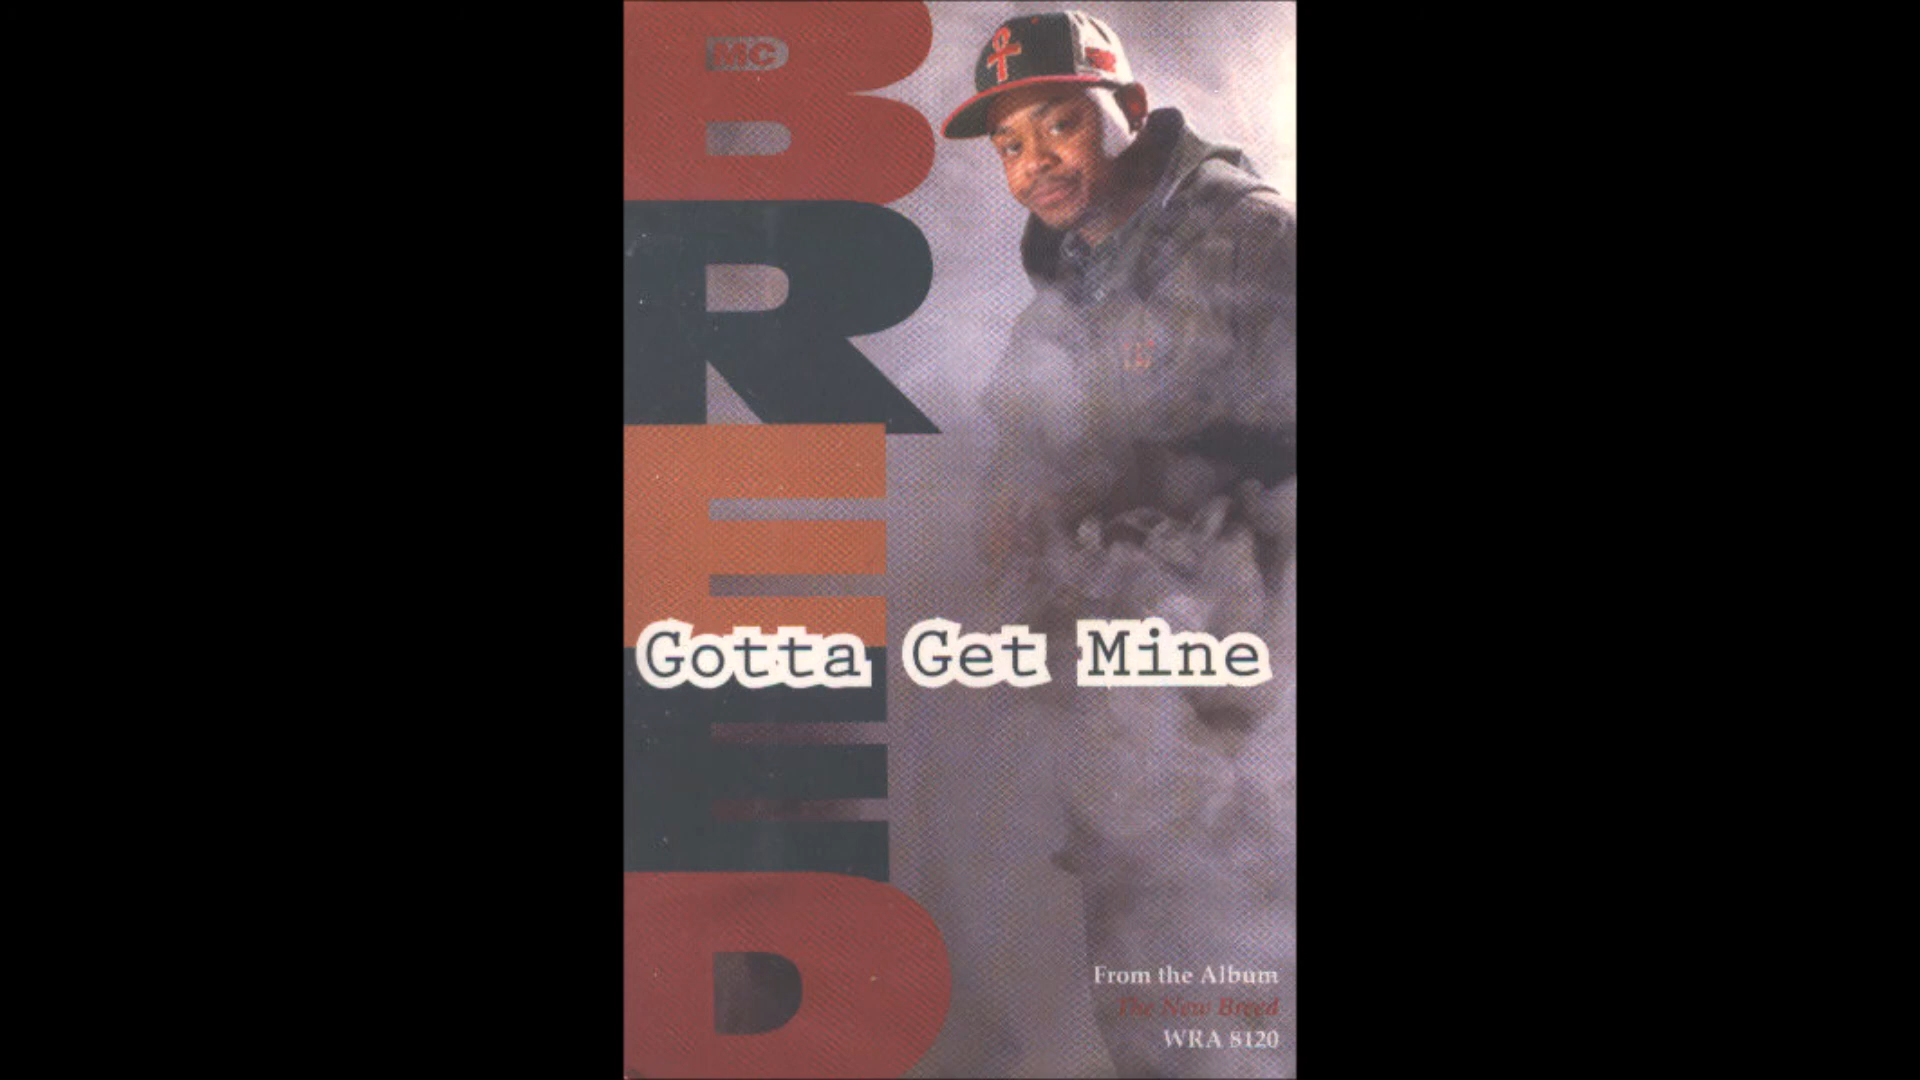 MC
BREED
Gotta Get Mine
From the Album
The New Breed
WRA 8120